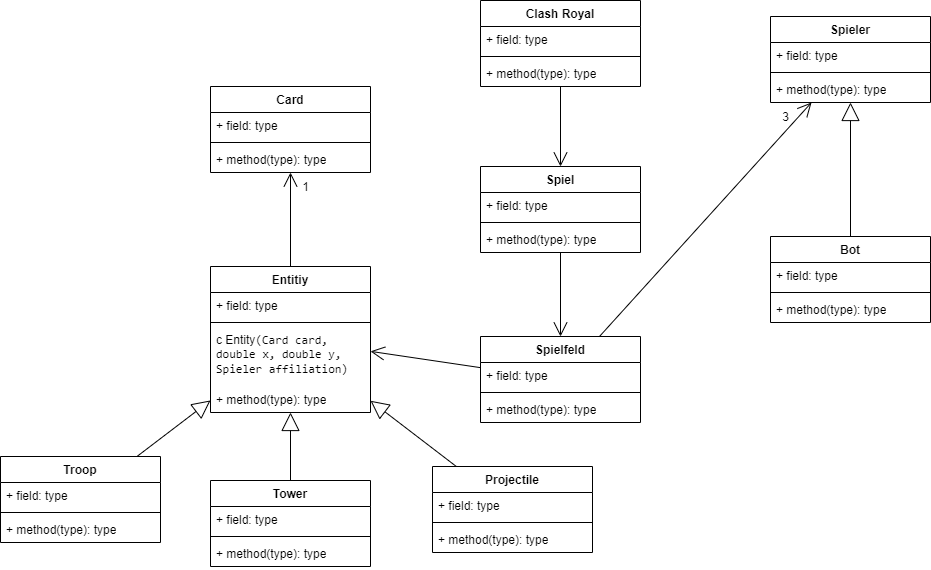 Clash Royal
+ field: type
+ method(type): type
Spieler
+ field: type
+ method(type): type
3
Card
+ field: type
+ method(type): type
1
Spiel
+ field: type
+ method(type): type
Bot
+ field: type
+ method(type): type
Entitiy
+ field: type
c Entity(Card card,
double x, double y,
Spieler affiliation)
+ method(type): type
Spielfeld
+ field: type
+ method(type): type
Troop
+ field: type
+ method(type): type
Tower
+ field: type
+ method(type): type
Projectile
+ field: type
+ method(type): type